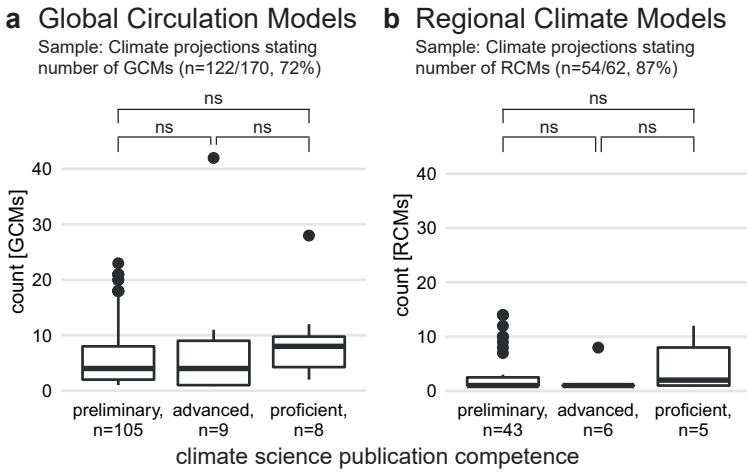 a Global Circulation Models
Sample: Climate projections stating
number of GCMs (n=122/170, 72%)
ns
ns ns
count [GCMs]
40
30
20
10
0
preliminary, advanced, proficient,
n=105 n=9 n=8
b Regional Climate Models
Sample: Climate projections stating
number of RCMs (n=54/62, 87%)
ns
ns ns
count [RCMs]
40
30
20
10
0
preliminary, advanced, proficient,
n=43 n=6 n=5
climate science publication competence